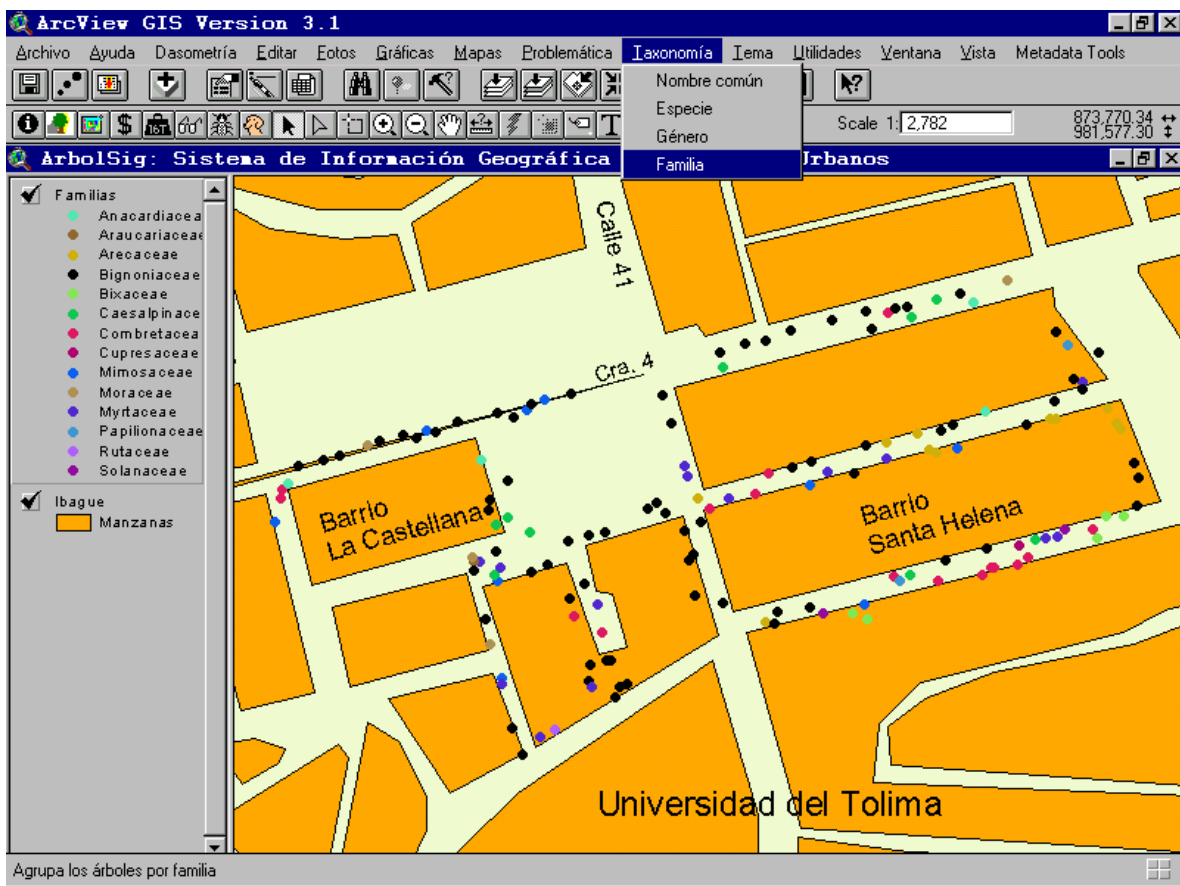 ArcView GIS Version 3.1
Archivo Ayuda Dasometría Editar Fotos Gráficas Mapas Problemática Taxonomía Tema Utilidades Ventana Vista Metadata Tools
Nombre común
Especie
Género
Familia
Scale 1: 2,782
873,770.34
981,577.30
ArbolSig: Sistema de Información Geográfica
Urbanos
Familias
Anacardiacea
Araucariaceae
Arecaceae
Bignoniaceae
Bixaceae
Caesalpinace
Combretacea
Cupresaceae
Mimosaceae
Moraceae
Myrtaceae
Papilionaceae
Rutaceae
Solanaceae
Ibague
Manzanas
Calle 41
Cra. 4
Barrio
La Castellana
Barrio
Santa Helena
Universidad del Tolima
Agrupa los árboles por familia